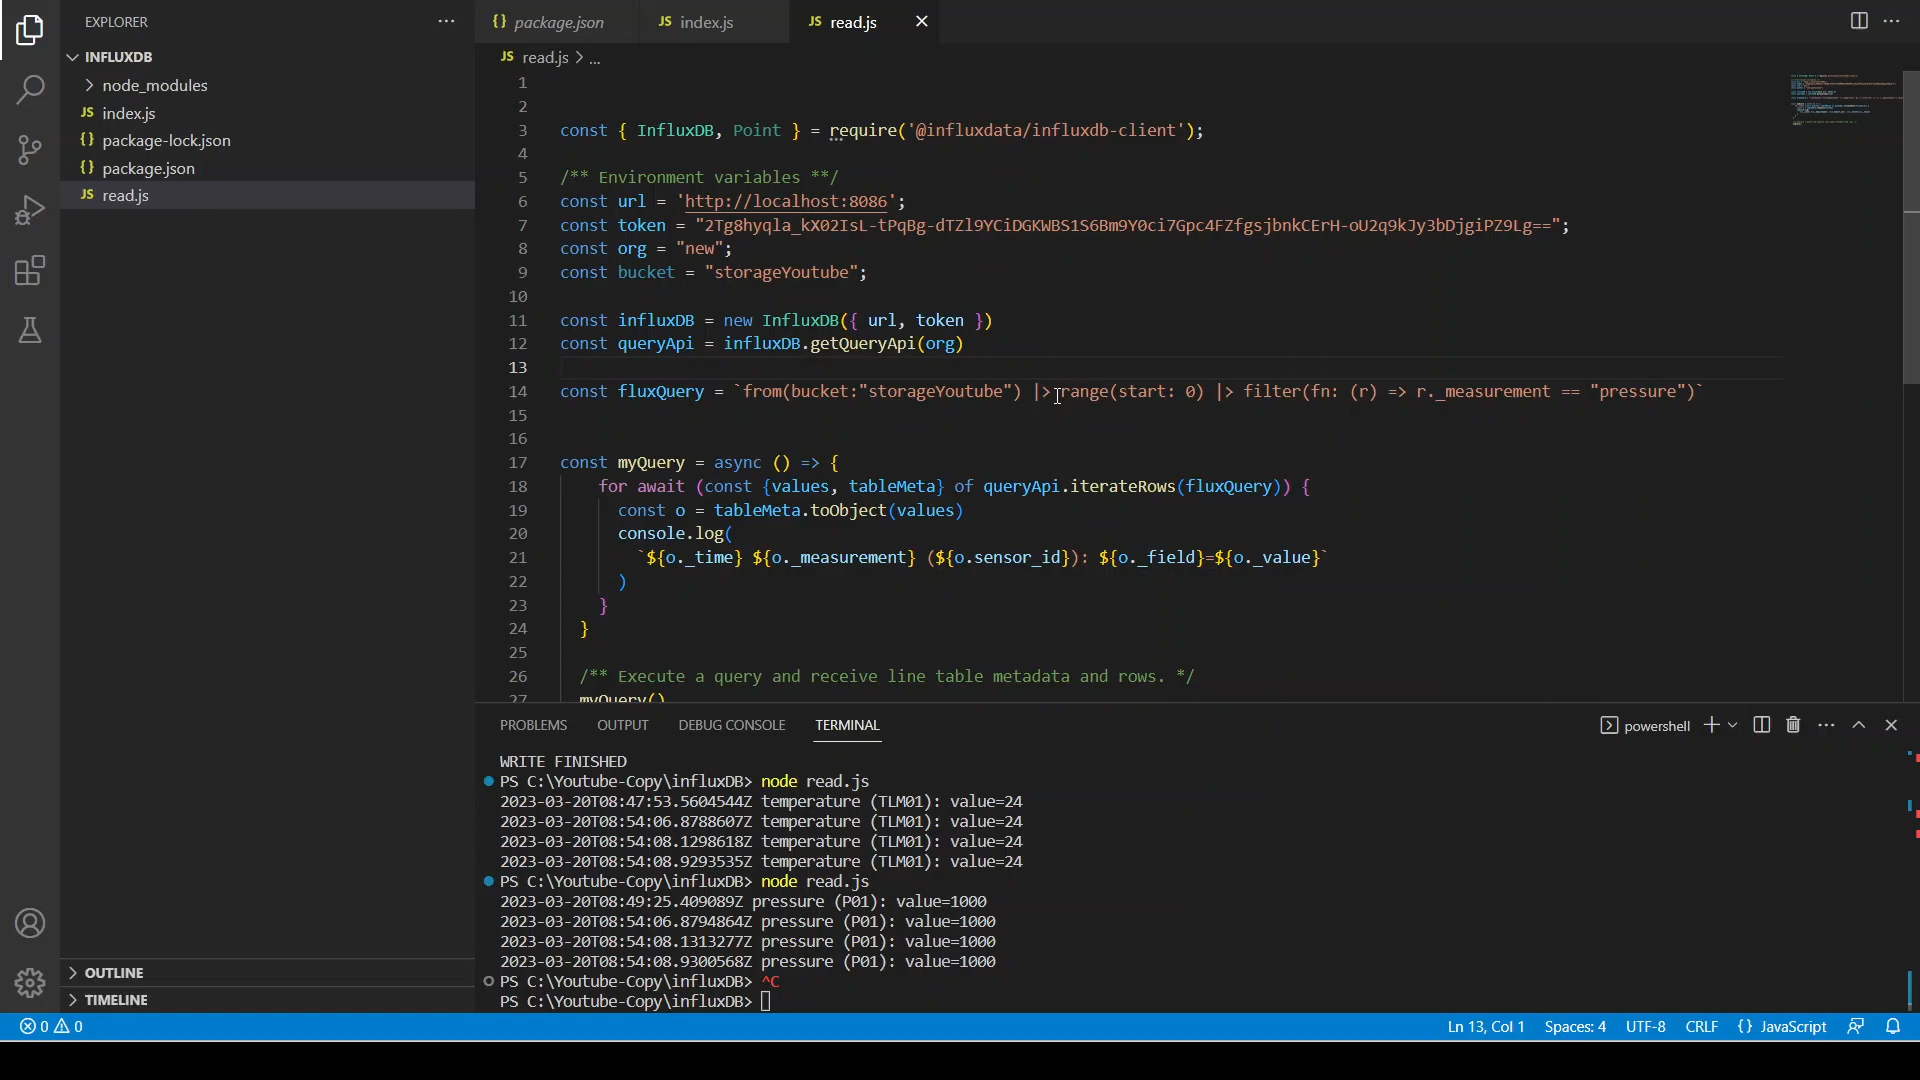 EXPLORER
INFLUXDB
node_modules
JS index.js
{} package-lock.json
{} package.json
JS read.js
OUTLINE
TIMELINE
{} package.json
JS index.js
JS read.js
JS read.js > ...
1
2
3 const { InfluxDB, Point } = require('@influxdata/influxdb-client');
4
5 /** Environment variables **/
6 const url = 'http://localhost:8086';
7 const token = "2Tg8hyqla_kX02IsL-tPqBg-dTZl9YCiDGKWBS1S6Bm9Y0ci7Gpc4FZfgsjbnkCErH-oU2q9kJy3bDjgiPZ9Lg==";
8 const org = "new";
9 const bucket = "storageYoutube";
10
11 const influxDB = new InfluxDB({ url, token })
12 const queryApi = influxDB.getQueryApi(org)
13
14 const fluxQuery = `from(bucket:"storageYoutube") |> range(start: 0) |> filter(fn: (r) => r._measurement == "pressure")`
15
16
17 const myQuery = async () => {
18 for await (const {values, tableMeta} of queryApi.iterateRows(fluxQuery)) {
19 const o = tableMeta.toObject(values)
20 console.log(
21 `${o._time} ${o._measurement} (${o.sensor_id}): ${o._field}=${o._value}`
22 )
23 }
24 }
25
26 /** Execute a query and receive line table metadata and rows. */
27 myQuery()
PROBLEMS OUTPUT DEBUG CONSOLE TERMINAL
powershell
WRITE FINISHED
PS C:\Youtube-Copy\influxDB> node read.js
2023-03-20T08:47:53.5604544Z temperature (TLM01): value=24
2023-03-20T08:54:06.8788607Z temperature (TLM01): value=24
2023-03-20T08:54:08.1298618Z temperature (TLM01): value=24
2023-03-20T08:54:08.9293535Z temperature (TLM01): value=24
PS C:\Youtube-Copy\influxDB> node read.js
2023-03-20T08:49:25.409089Z pressure (P01): value=1000
2023-03-20T08:54:06.8794864Z pressure (P01): value=1000
2023-03-20T08:54:08.1313277Z pressure (P01): value=1000
2023-03-20T08:54:08.9300568Z pressure (P01): value=1000
PS C:\Youtube-Copy\influxDB> ^C
PS C:\Youtube-Copy\influxDB>
0 0
Ln 13, Col 1 Spaces: 4 UTF-8 CRLF {} JavaScript